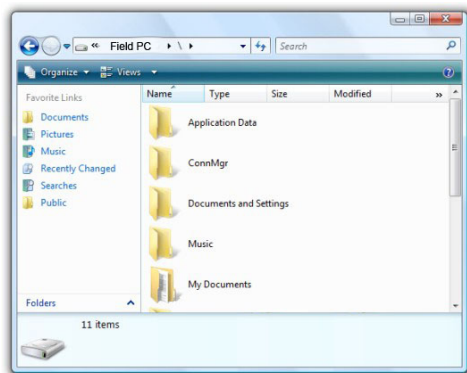 « Field PC ▸ \ ▸ Search
Organize ▾ Views ▾
Favorite Links
Documents
Pictures
Music
Recently Changed
Searches
Public
Folders
Name Type Size Modified »
Application Data
ConnMgr
Documents and Settings
Music
My Documents
11 items